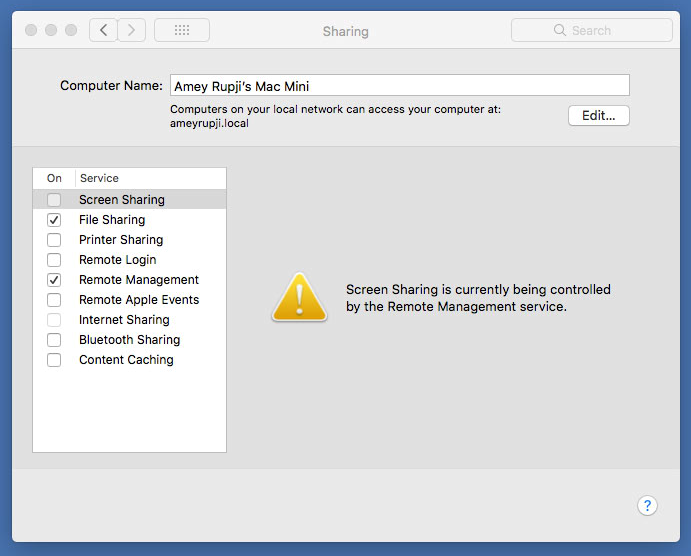 Sharing
Search
Computer Name:
Amey Rupji's Mac Mini
Computers on your local network can access your computer at:
ameyrupji.local
Edit...
On
Service
Screen Sharing
File Sharing
Printer Sharing
Remote Login
Remote Management
Remote Apple Events
Internet Sharing
Bluetooth Sharing
Content Caching
Screen Sharing is currently being controlled
by the Remote Management service.
?